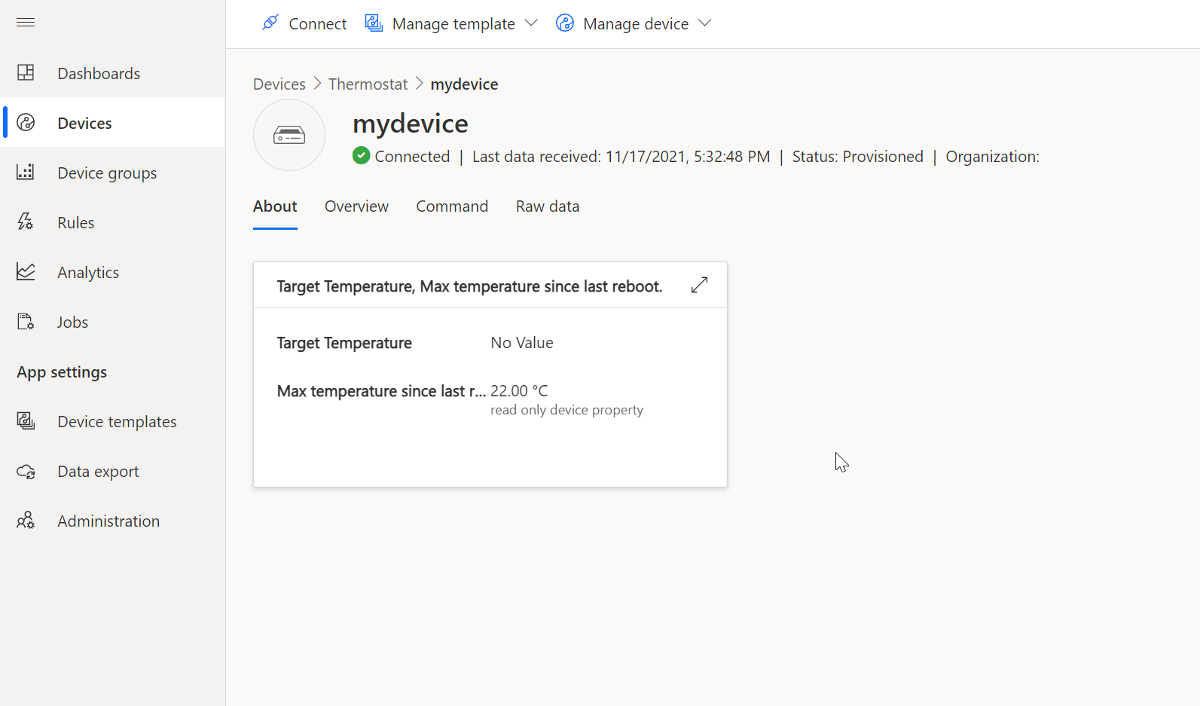 Connect Manage template Manage device
Dashboards
Devices
Device groups
Rules
Analytics
Jobs
App settings
Device templates
Data export
Administration
Devices > Thermostat > mydevice
mydevice
Connected | Last data received: 11/17/2021, 5:32:48 PM | Status: Provisioned | Organization:
About Overview Command Raw data
Target Temperature, Max temperature since last reboot.
Target Temperature No Value
Max temperature since last r... 22.00 °C
read only device property